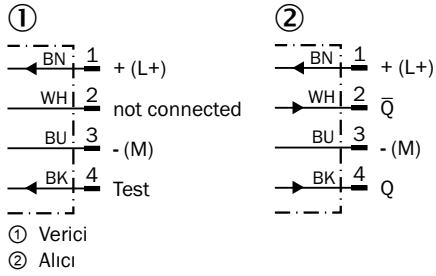 ① ②
BN 1 + (L+) BN 1 + (L+)
WH 2 not connected WH 2 Q̅
BU 3 - (M) BU 3 - (M)
BK 4 Test BK 4 Q
① Verici
② Alıcı